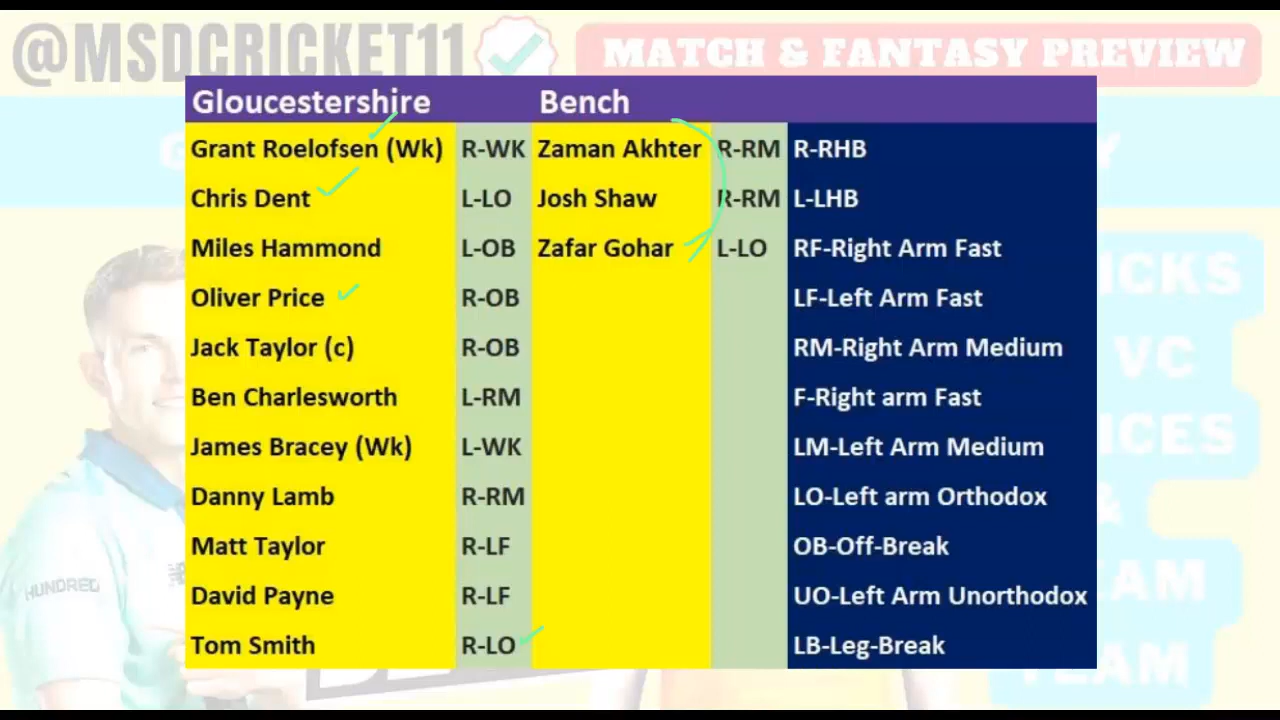 @MSDCRICKET11 MATCH & FANTASY PREVIEW
Gloucestershire Bench
Grant Roelofsen (Wk) R-WK Zaman Akhter R-RM R-RHB
Chris Dent L-LO Josh Shaw R-RM L-LHB
Miles Hammond L-OB Zafar Gohar L-LO RF-Right Arm Fast
Oliver Price R-OB LF-Left Arm Fast
Jack Taylor (c) R-OB RM-Right Arm Medium
VC
Ben Charlesworth L-RM F-Right arm Fast
James Bracey (Wk) L-WK LM-Left Arm Medium
Danny Lamb R-RM LO-Left arm Orthodox
Matt Taylor R-LF OB-Off-Break
David Payne R-LF UO-Left Arm Unorthodox
HUNDRED
Tom Smith R-LO LB-Leg-Break